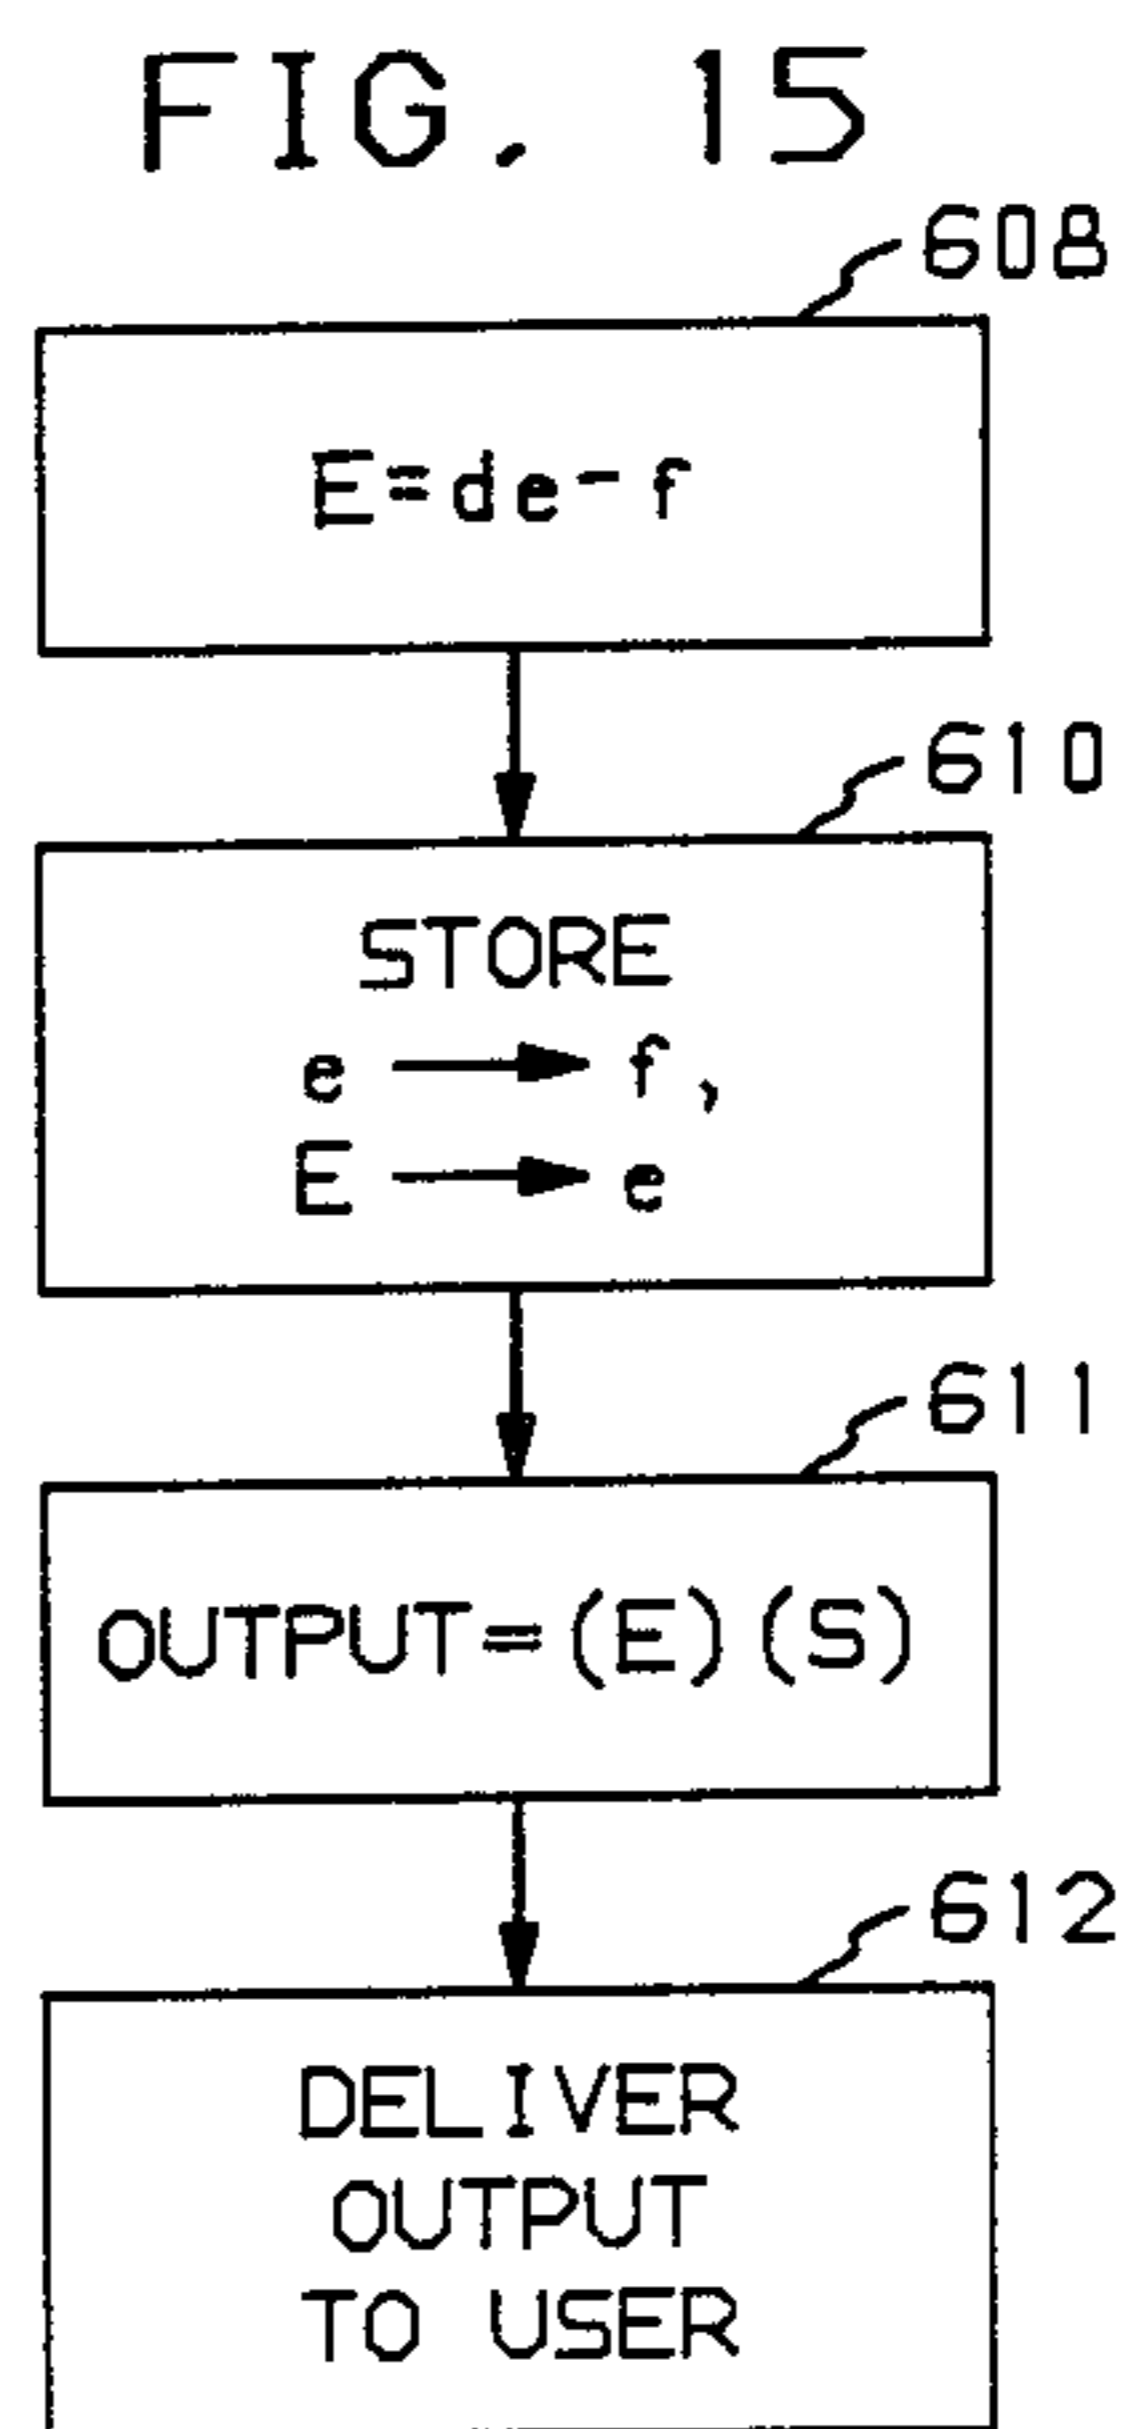 FIG. 15
608
E=de-f
610
STORE
e → f,
E → e
611
OUTPUT=(E)(S)
612
DELIVER
OUTPUT
TO USER